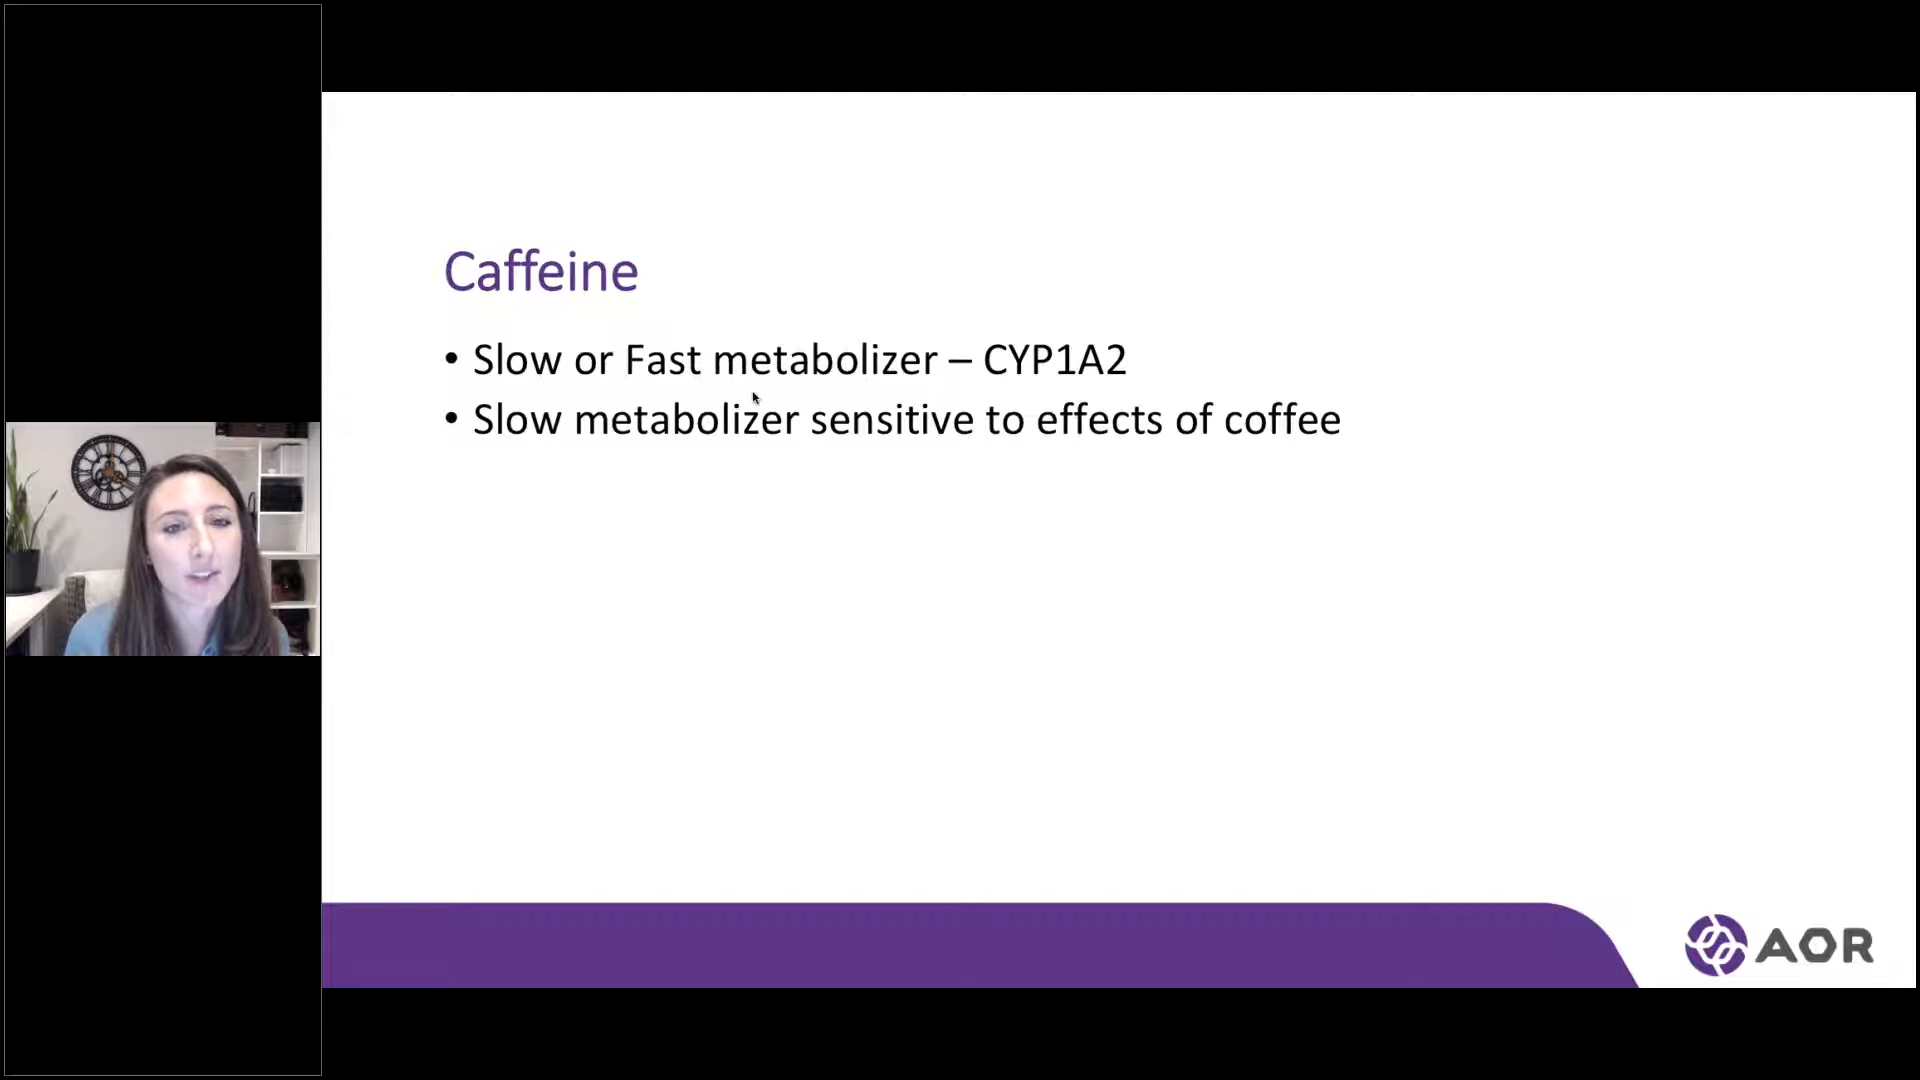 Caffeine
• Slow or Fast metabolizer – CYP1A2
• Slow metabolizer sensitive to effects of coffee
AOR